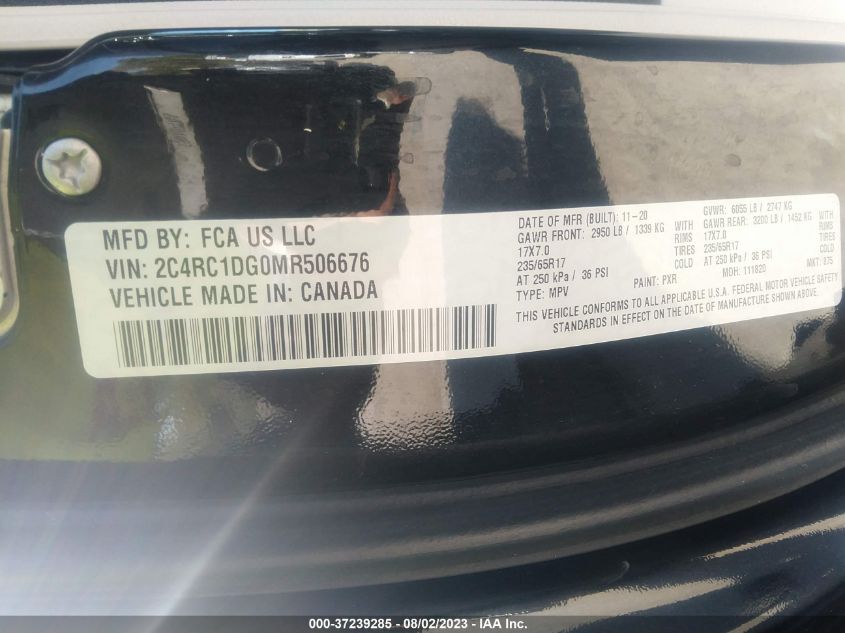 MFD BY: FCA US LLC
VIN: 2C4RC1DG0MR506676
VEHICLE MADE IN: CANADA
DATE OF MFR (BUILT): 11-20 GVWR: 6055 LB / 2747 KG
GAWR FRONT: 2950 LB / 1339 KG WITH GAWR REAR: 3200 LB / 1452 KG WITH
17X7.0 RIMS 17X7.0 RIMS
235/65R17 TIRES 235/65R17 TIRES
AT 250 kPa / 36 PSI AT 250 kPa / 36 PSI
TYPE: MPV PAINT: PXR MDH: 111820 MKT: 875
THIS VEHICLE CONFORMS TO ALL APPLICABLE U.S.A. FEDERAL MOTOR VEHICLE SAFETY
STANDARDS IN EFFECT ON THE DATE OF MANUFACTURE SHOWN ABOVE.
000-37239285 - 08/02/2023 - IAA Inc.